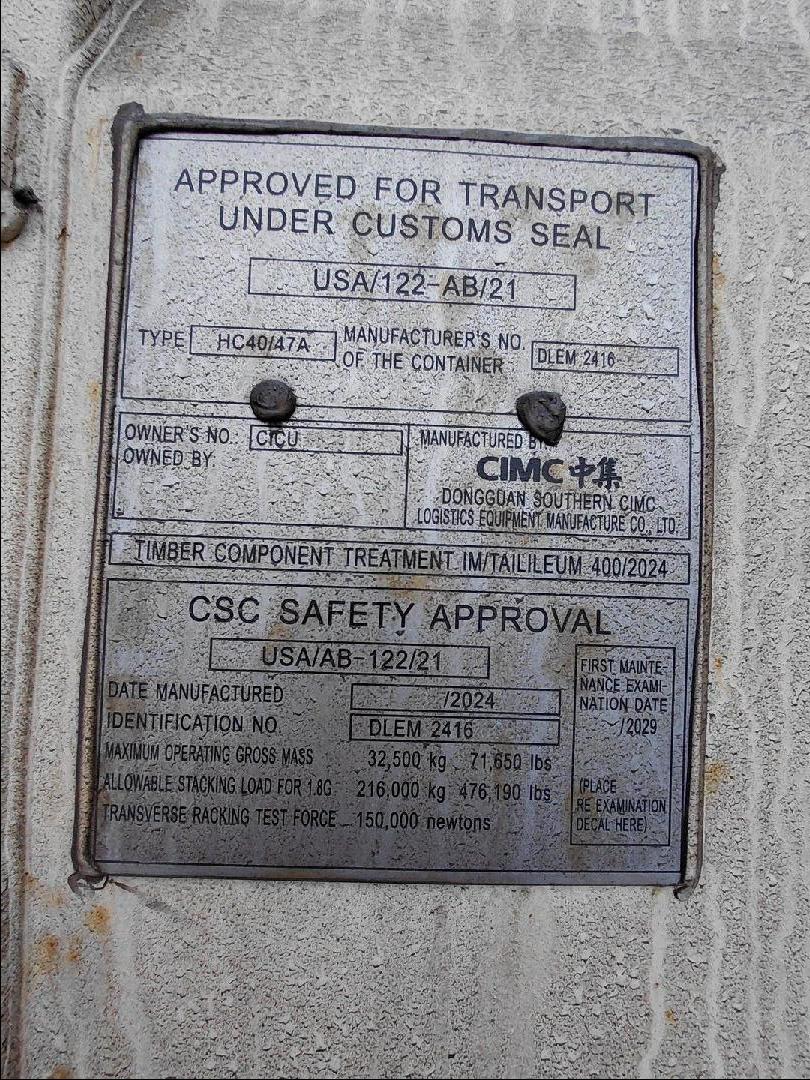 APPROVED FOR TRANSPORT
UNDER CUSTOMS SEAL
USA/122-AB/21
TYPE HC40/47A
MANUFACTURER'S NO.
OF THE CONTAINER DLEM 2416
OWNER'S NO.: CICU
OWNED BY:
MANUFACTURED BY:
CIMC 中集
DONGGUAN SOUTHERN CIMC
LOGISTICS EQUIPMENT MANUFACTURE CO., LTD.
TIMBER COMPONENT TREATMENT IM/TAILILEUM 400/2024
CSC SAFETY APPROVAL
USA/AB-122/21
DATE MANUFACTURED /2024
IDENTIFICATION NO. DLEM 2416
MAXIMUM OPERATING GROSS MASS 32,500 kg 71,650 lbs
ALLOWABLE STACKING LOAD FOR 1.8G 216,000 kg 476,190 lbs
TRANSVERSE RACKING TEST FORCE 150,000 newtons
FIRST MAINTE-
NANCE EXAMI-
NATION DATE
/2029
(PLACE
RE EXAMINATION
DECAL HERE)